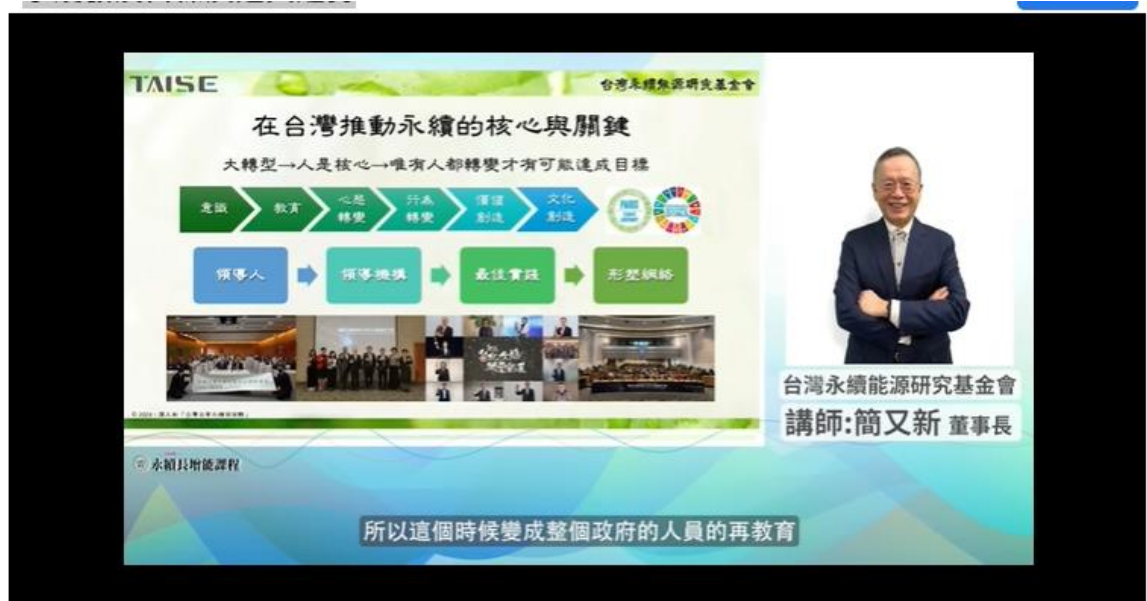 TAISE
台灣永續能源研究基金會
在台灣推動永續的核心與關鍵
大轉型→人是核心→唯有人都轉變才有可能達成目標
意識
教育
心態
轉變
行為
轉變
價值
創造
文化
創造
領導人
領導機構
最佳實踐
形塑網絡
台灣永續能源研究基金會
講師:簡又新 董事長
永續長增能課程
所以這個時候變成整個政府的人員的再教育